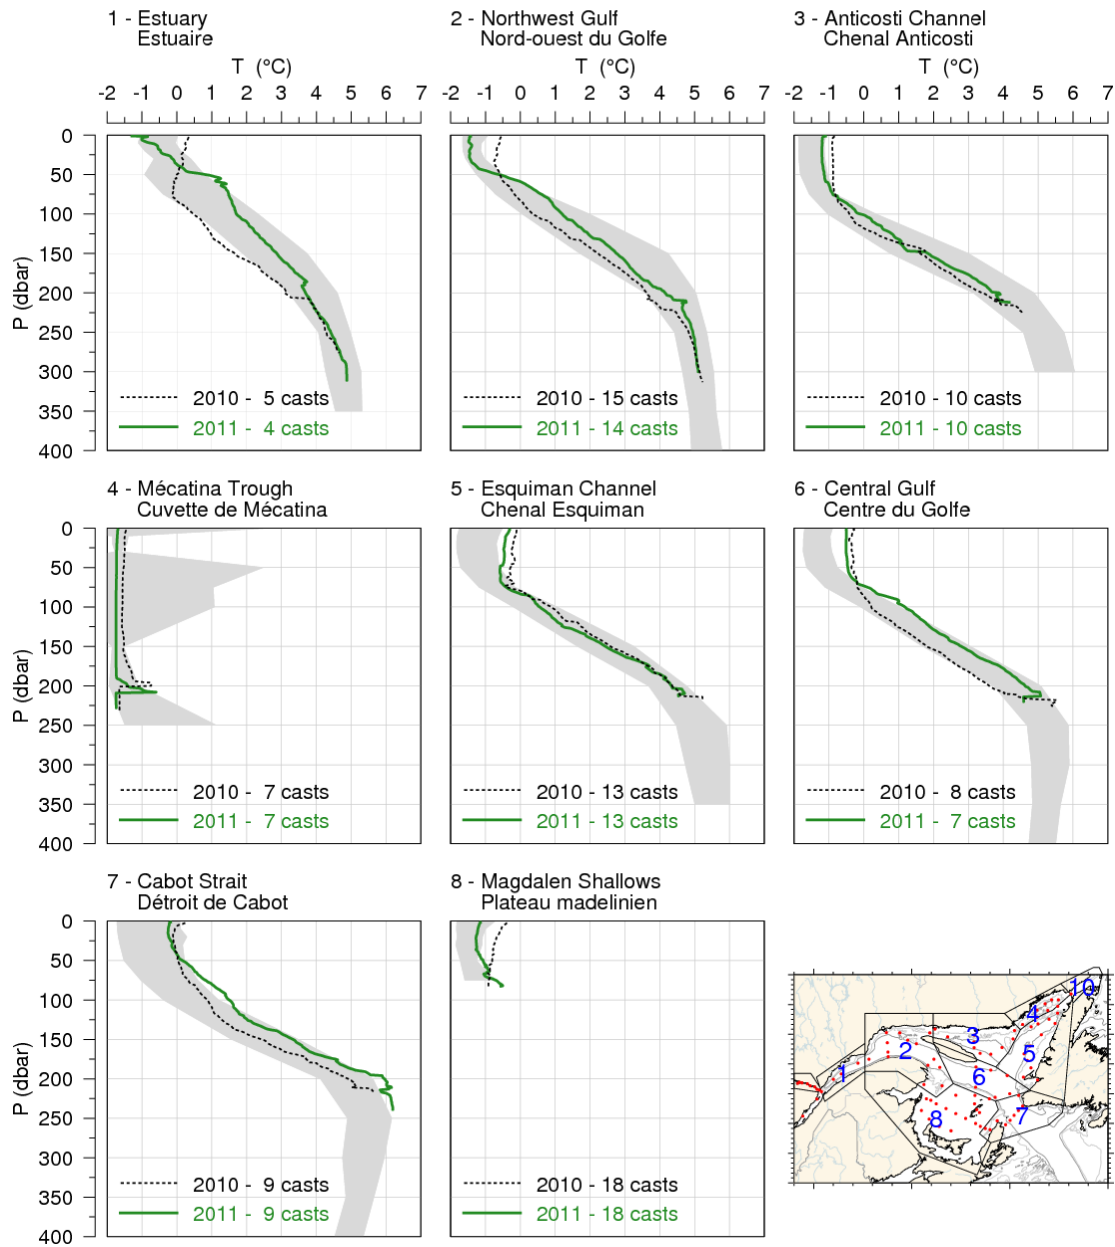 1 - Estuary
Estuaire
2 - Northwest Gulf
Nord-ouest du Golfe
3 - Anticosti Channel
Chenal Anticosti
T (°C)
T (°C)
T (°C)
-2 -1 0 1 2 3 4 5 6 7
-2 -1 0 1 2 3 4 5 6 7
-2 -1 0 1 2 3 4 5 6 7
P (dbar)
0
50
100
150
200
250
300
350
400
2010 - 5 casts
2011 - 4 casts
2010 - 15 casts
2011 - 14 casts
2010 - 10 casts
2011 - 10 casts
4 - Mécatina Trough
Cuvette de Mécatina
5 - Esquiman Channel
Chenal Esquiman
6 - Central Gulf
Centre du Golfe
P (dbar)
0
50
100
150
200
250
300
350
400
2010 - 7 casts
2011 - 7 casts
2010 - 13 casts
2011 - 13 casts
2010 - 8 casts
2011 - 7 casts
7 - Cabot Strait
Détroit de Cabot
8 - Magdalen Shallows
Plateau madelinien
P (dbar)
0
50
100
150
200
250
300
350
400
2010 - 9 casts
2011 - 9 casts
2010 - 18 casts
2011 - 18 casts
10
4
3
2
5
1
6
8
7